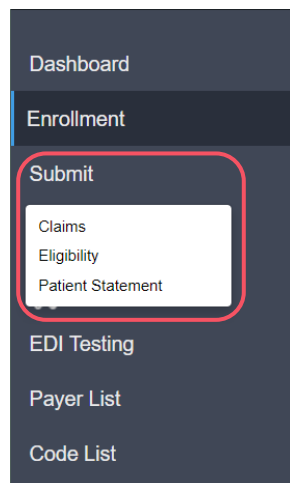 Dashboard
Enrollment
Submit
Claims
Eligibility
Patient Statement
EDI Testing
Payer List
Code List